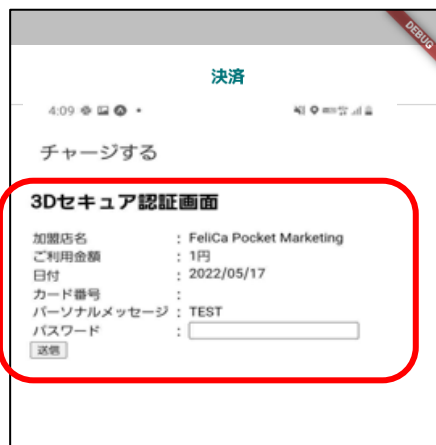 DEBUG
決済
4:09
チャージする
3Dセキュア認証画面
加盟店名 : FeliCa Pocket Marketing
ご利用金額 : 1円
日付 : 2022/05/17
カード番号 :
パーソナルメッセージ : TEST
パスワード :
送信